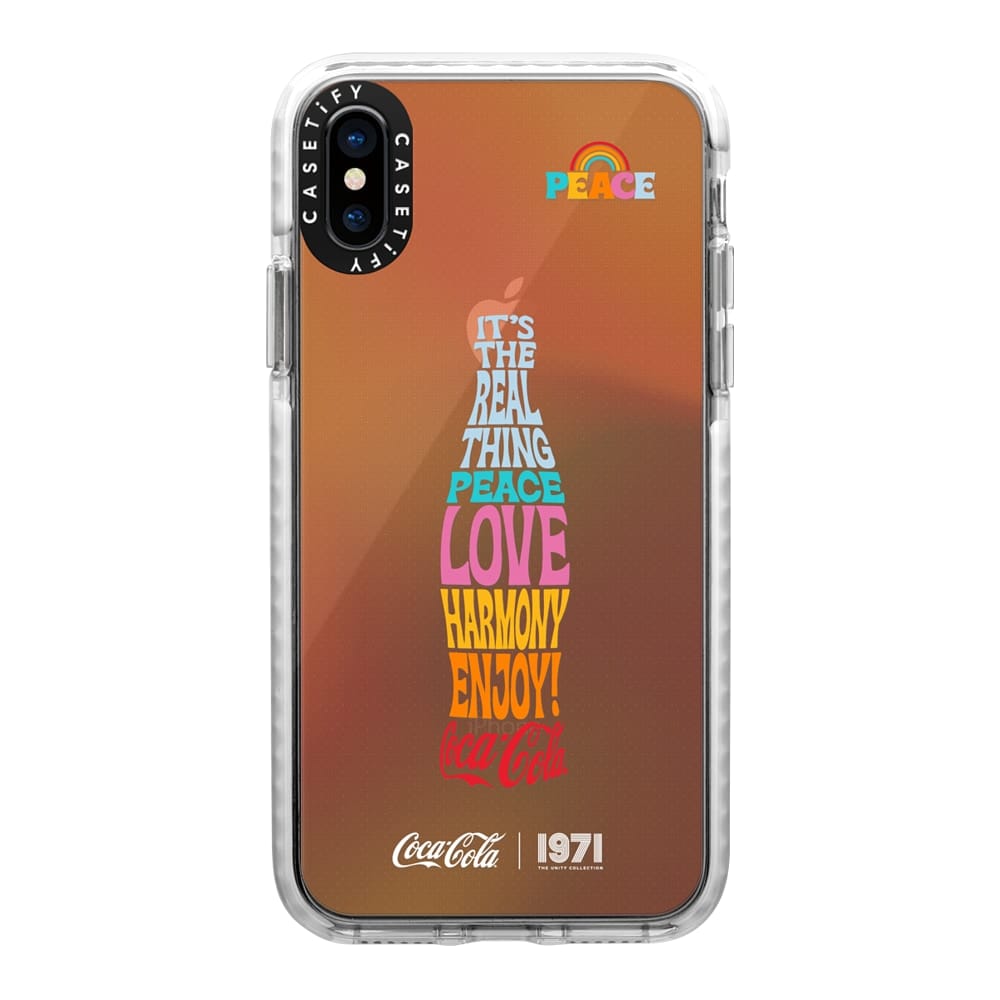 CASETiFY
CASETiFY
PEACE
IT'S
THE
REAL
THING
PEACE
LOVE
HARMONY
ENJOY!
Coca-Cola
Coca-Cola | 1971
THE UNITY COLLECTION